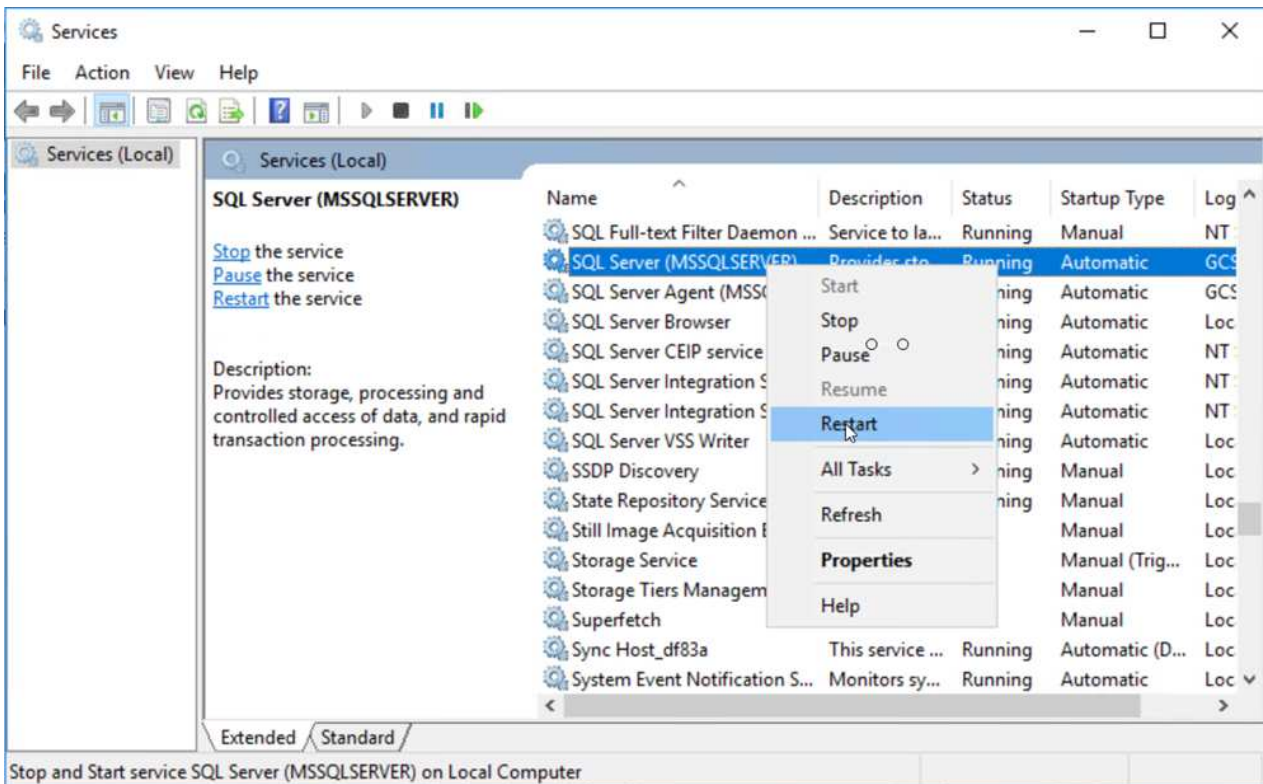 Services
File Action View Help
Services (Local)
Services (Local)
SQL Server (MSSQLSERVER)
Stop the service
Pause the service
Restart the service
Description:
Provides storage, processing and
controlled access of data, and rapid
transaction processing.
Name Description Status Startup Type Log
SQL Full-text Filter Daemon ... Service to la... Running Manual NT
SQL Server (MSSQLSERVER) Provides sto... Running Automatic GCS
SQL Server Agent (MSS Automatic GCS
SQL Server Browser Automatic Loc
SQL Server CEIP service Automatic NT
SQL Server Integration S Automatic NT
SQL Server Integration S Automatic NT
SQL Server VSS Writer Automatic Loc
SSDP Discovery Manual Loc
State Repository Service Manual Loc
Still Image Acquisition E Manual Loc
Storage Service Manual (Trig... Loc
Storage Tiers Managem Manual Loc
Superfetch Manual Loc
Sync Host_df83a This service ... Running Automatic (D... Loc
System Event Notification S... Monitors sy... Running Automatic Loc
Start
Stop
Pause
Resume
Restart
All Tasks
Refresh
Properties
Help
Extended Standard
Stop and Start service SQL Server (MSSQLSERVER) on Local Computer